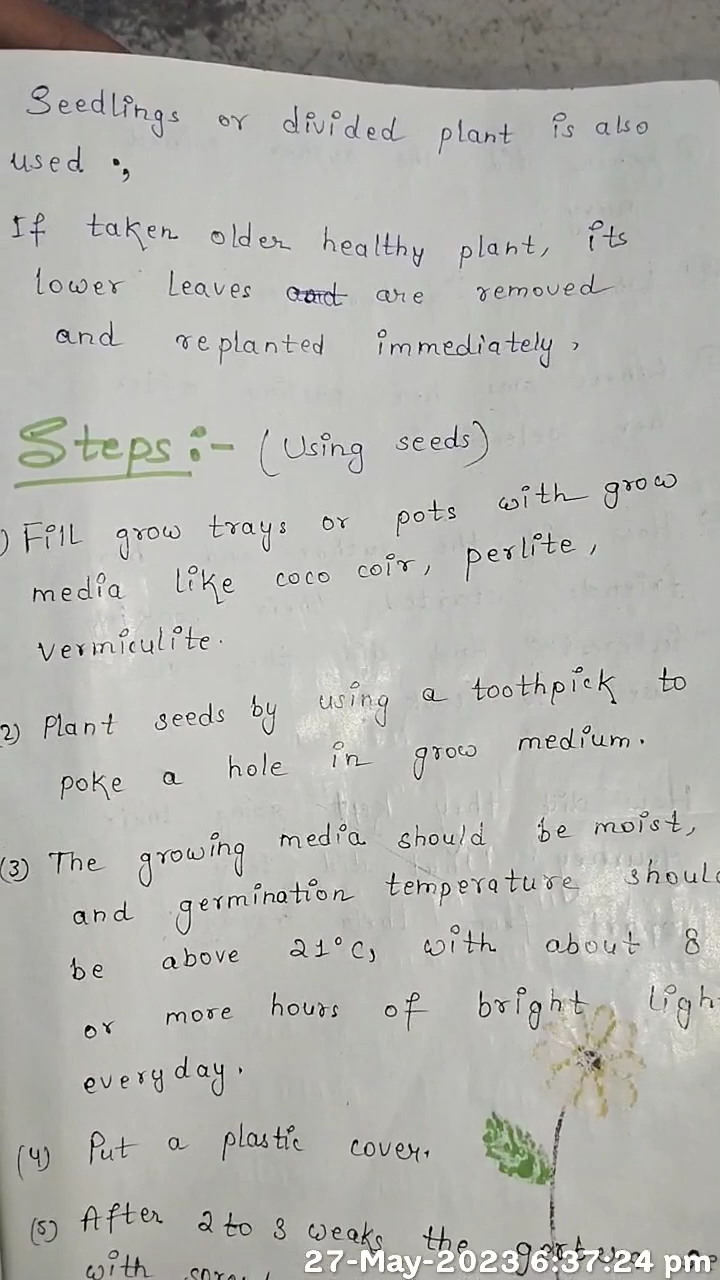 Seedlings or divided plant is also
used .,
If taken older healthy plant, its
lower leaves are removed
and replanted immediately,
Steps:- (Using seeds)
) Fill grow trays or pots with grow
media like coco coir, perlite,
vermiculite.
2) Plant seeds by using a toothpick to
poke a hole in grow medium.
(3) The growing media should be moist,
and germination temperature shoul
be above 21°C, with about 8
or more hours of bright ligh
everyday.
(4) Put a plastic cover.
(5) After 2 to 3 weaks the
with
27-May-2023 6:37:24 pm